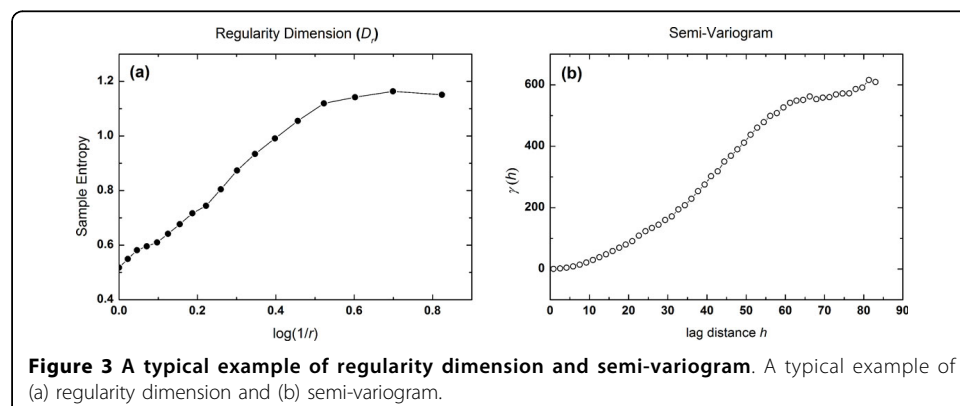 Regularity Dimension (Dr)
(a)
1.2
1.0
0.8
0.6
0.4
Sample Entropy
0.0 0.2 0.4 0.6 0.8 1.0
log(1/r)
Semi-Variogram
(b)
600
400
200
0
γ(h)
0 10 20 30 40 50 60 70 80 90
lag distance h
Figure 3 A typical example of regularity dimension and semi-variogram. A typical example of
(a) regularity dimension and (b) semi-variogram.